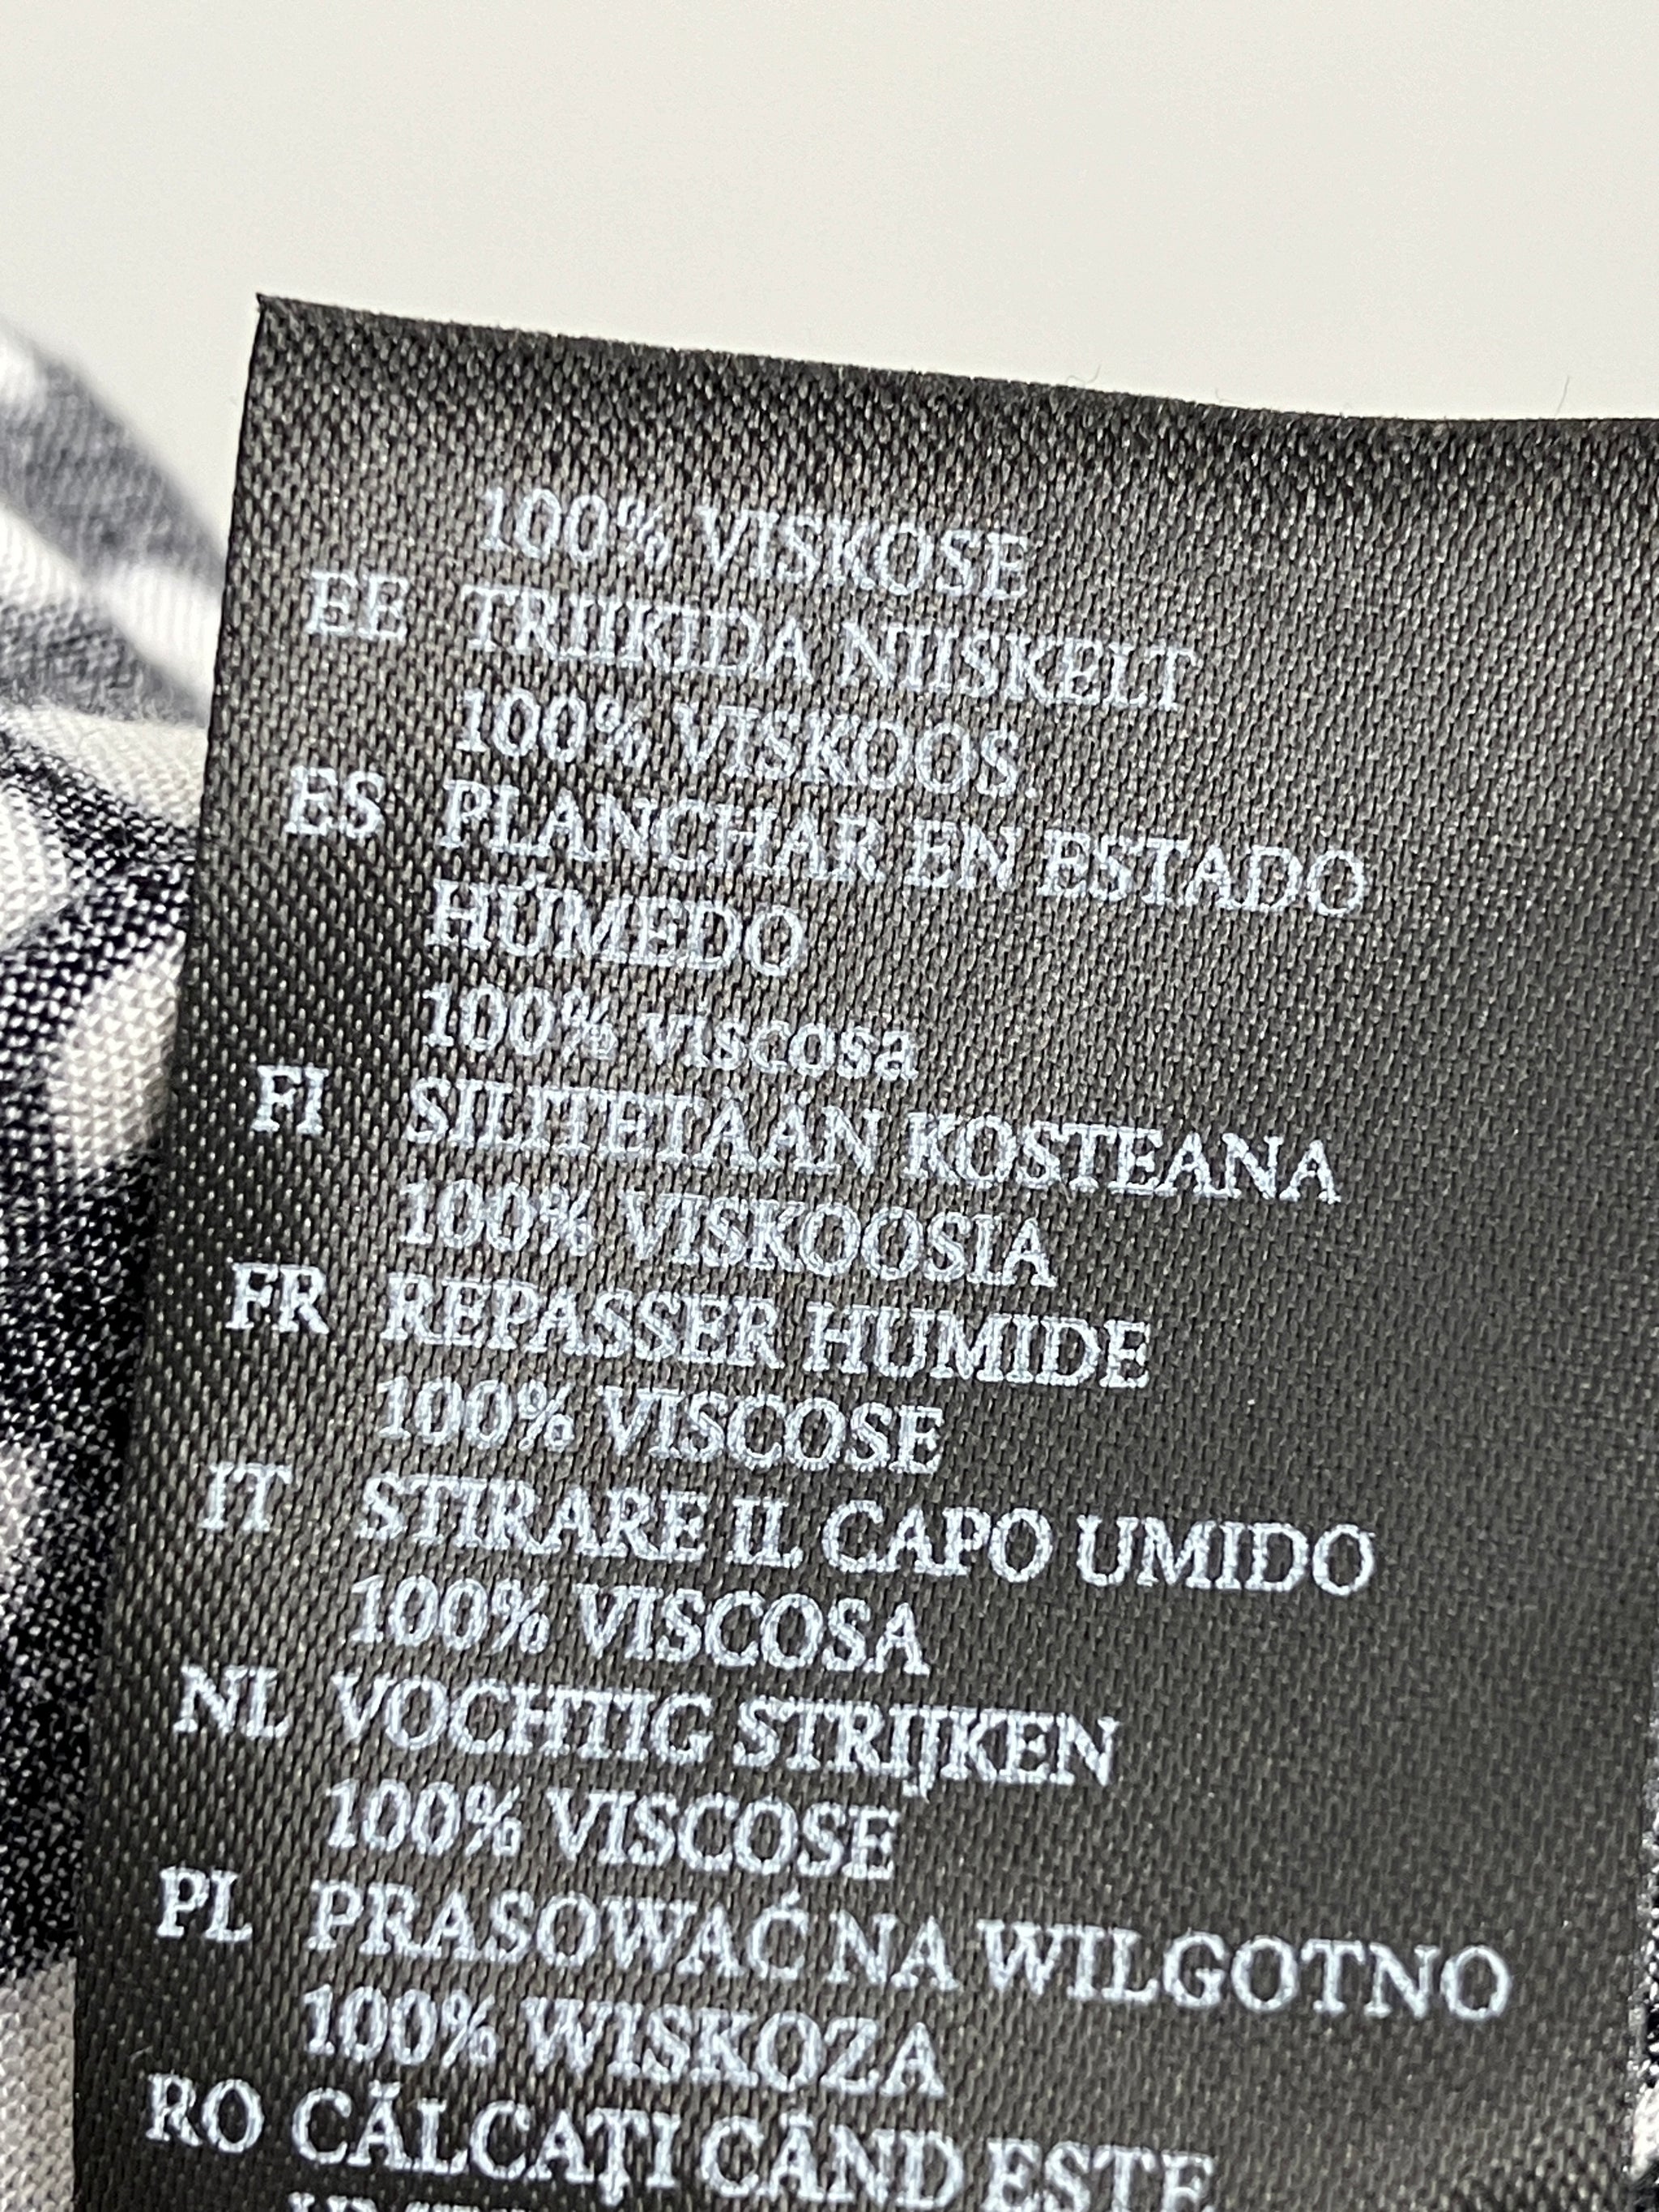 100% VISKOSE
EE TRIIKIDA NIISKELT
100% VISKOOS.
ES PLANCHAR EN ESTADO
HÚMEDO
100% viscosa
FI SILITETÄÄN KOSTEANA
100% VISKOOSIA
FR REPASSER HUMIDE
100% VISCOSE
IT STIRARE IL CAPO UMIDO
100% VISCOSA
NL VOCHTIG STRIJKEN
100% VISCOSE
PL PRASOWAĆ NA WILGOTNO
100% WISKOZA
RO CĂLCAȚI CÂND ESTE